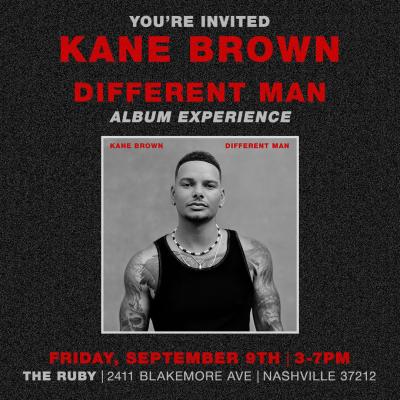 YOU'RE INVITED
KANE BROWN
DIFFERENT MAN
ALBUM EXPERIENCE
KANE BROWN DIFFERENT MAN
FRIDAY, SEPTEMBER 9TH | 3-7PM
THE RUBY | 2411 BLAKEMORE AVE | NASHVILLE 37212